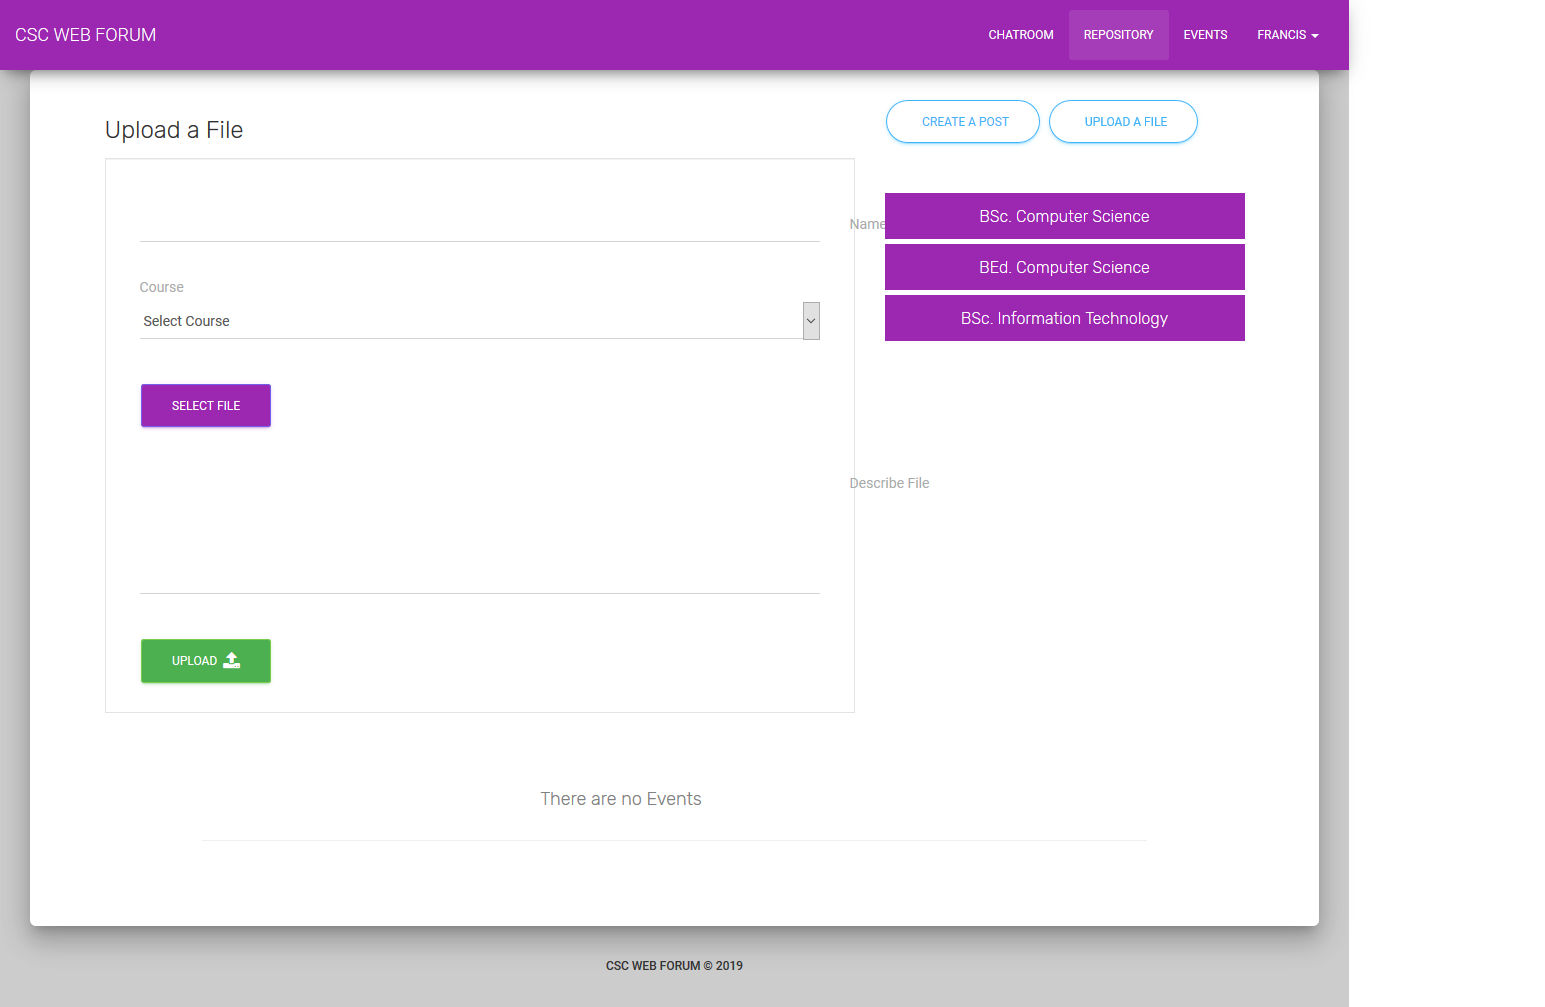 CSC WEB FORUM
CHATROOM
REPOSITORY
EVENTS
FRANCIS
Upload a File
CREATE A POST
UPLOAD A FILE
Name
Course
Select Course
SELECT FILE
Describe File
UPLOAD
BSc. Computer Science
BEd. Computer Science
BSc. Information Technology
There are no Events
CSC WEB FORUM © 2019